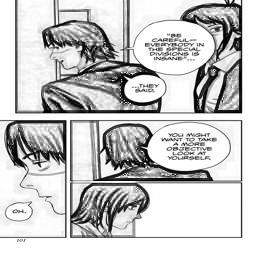 "BE
CAREFUL—
EVERYBODY IN
THE SPECIAL
DIVISIONS IS
INSANE"...
...THEY
SAID.
OH.
YOU MIGHT
WANT TO TAKE
A MORE
OBJECTIVE
LOOK AT
YOURSELF.